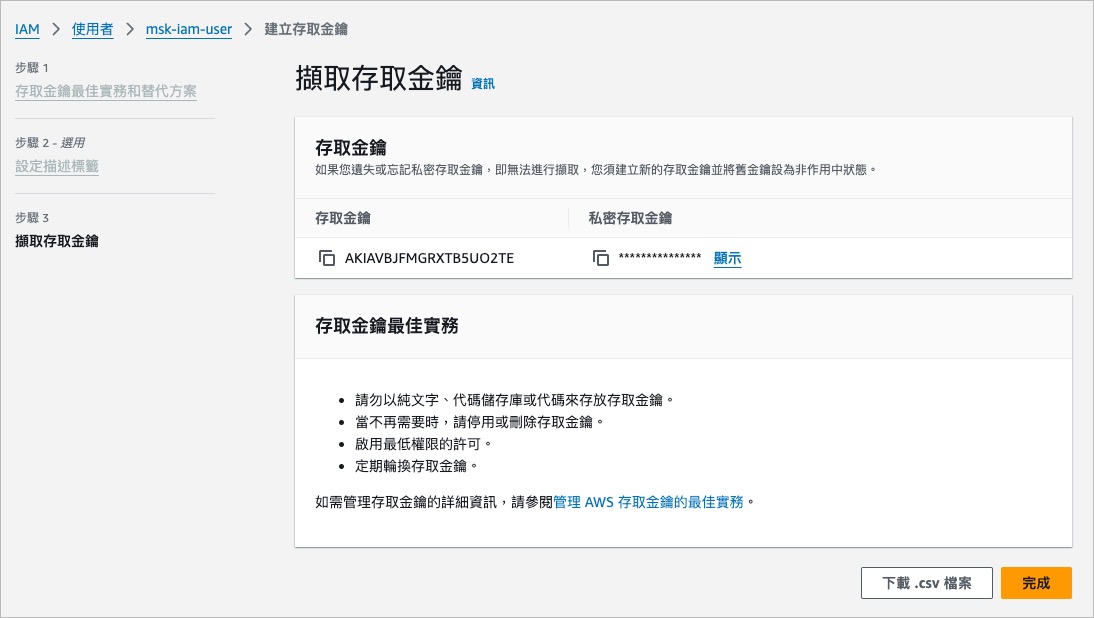 IAM > 使用者 > msk-iam-user > 建立存取金鑰
步驟 1
存取金鑰最佳實務和替代方案
步驟 2 - 選用
設定描述標籤
步驟 3
擷取存取金鑰
擷取存取金鑰 資訊
存取金鑰
如果您遺失或忘記私密存取金鑰，即無法進行擷取，您須建立新的存取金鑰並將舊金鑰設為非作用中狀態。
存取金鑰 私密存取金鑰
AKIAVBJFMGRXTB5UO2TE *************** 顯示
存取金鑰最佳實務
• 請勿以純文字、代碼儲存庫或代碼來存放存取金鑰。
• 當不再需要時，請停用或刪除存取金鑰。
• 啟用最低權限的許可。
• 定期輪換存取金鑰。
如需管理存取金鑰的詳細資訊，請參閱管理 AWS 存取金鑰的最佳實務。
下載 .csv 檔案 完成